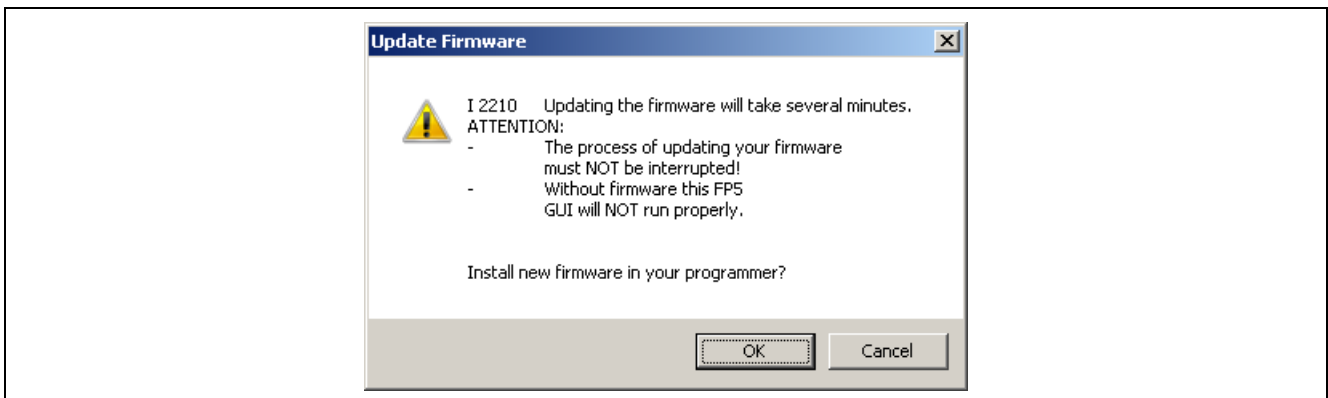 Update Firmware
I 2210 Updating the firmware will take several minutes.
ATTENTION:
- The process of updating your firmware
must NOT be interrupted!
- Without firmware this FP5
GUI will NOT run properly.
Install new firmware in your programmer?
OK Cancel